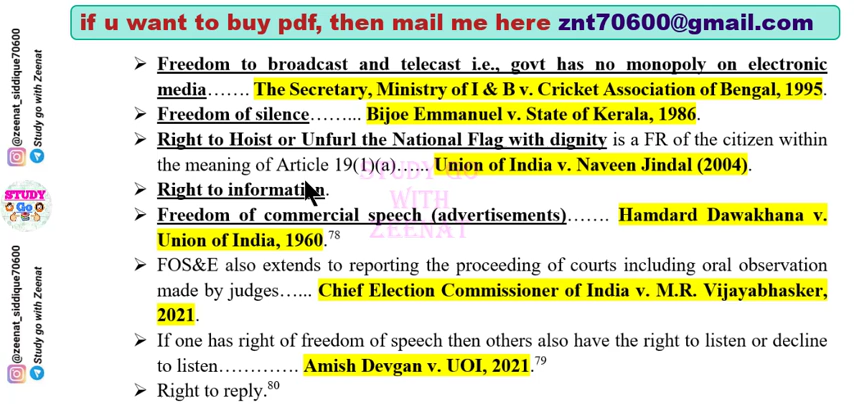 if u want to buy pdf, then mail me here znt70600@gmail.com
➢ Freedom to broadcast and telecast i.e., govt has no monopoly on electronic
media……. The Secretary, Ministry of I & B v. Cricket Association of Bengal, 1995.
➢ Freedom of silence……... Bijoe Emmanuel v. State of Kerala, 1986.
➢ Right to Hoist or Unfurl the National Flag with dignity is a FR of the citizen within
the meaning of Article 19(1)(a)…... Union of India v. Naveen Jindal (2004).
➢ Right to information.
➢ Freedom of commercial speech (advertisements)……. Hamdard Dawakhana v.
Union of India, 1960.78
➢ FOS&E also extends to reporting the proceeding of courts including oral observation
made by judges…... Chief Election Commissioner of India v. M.R. Vijayabhasker,
2021.
➢ If one has right of freedom of speech then others also have the right to listen or decline
to listen…………. Amish Devgan v. UOI, 2021.79
➢ Right to reply.80
@zeenat_siddique70600
Study go with Zeenat
STUDY
Go
@zeenat_siddique70600
Study go with Zeenat
STUDY GO
WITH
ZEENAT